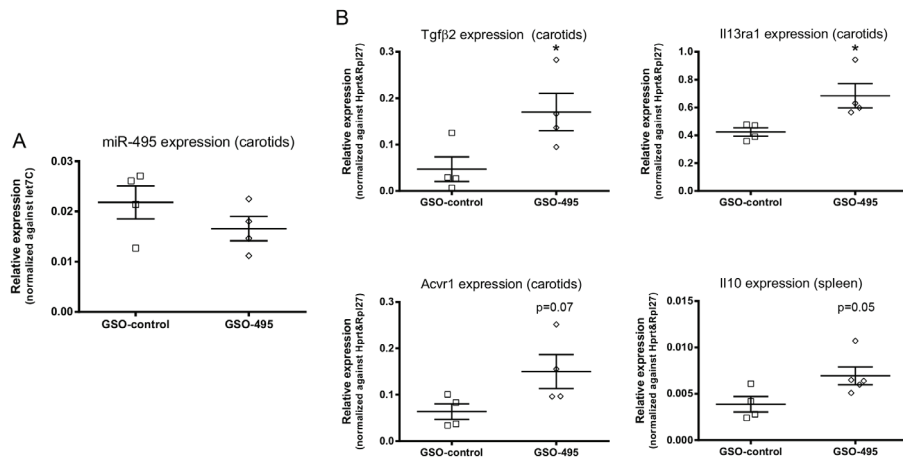 A
miR-495 expression (carotids)
Relative expression
(normalized against let7C)
0.03
0.02
0.01
0.00
GSO-control
GSO-495
B
Tgfβ2 expression (carotids)
Relative expression
(normalized against Hprt&Rpl27)
0.3
0.2
0.1
0.0
*
GSO-control
GSO-495
Il13ra1 expression (carotids)
Relative expression
(normalized against Hprt&Rpl27)
1.0
0.8
0.6
0.4
0.2
0.0
*
GSO-control
GSO-495
Acvr1 expression (carotids)
Relative expression
(normalized against Hprt&Rpl27)
0.3
0.2
0.1
0.0
p=0.07
GSO-control
GSO-495
Il10 expression (spleen)
Relative expression
(normalized against Hprt&Rpl27)
0.015
0.010
0.005
0.000
p=0.05
GSO-control
GSO-495